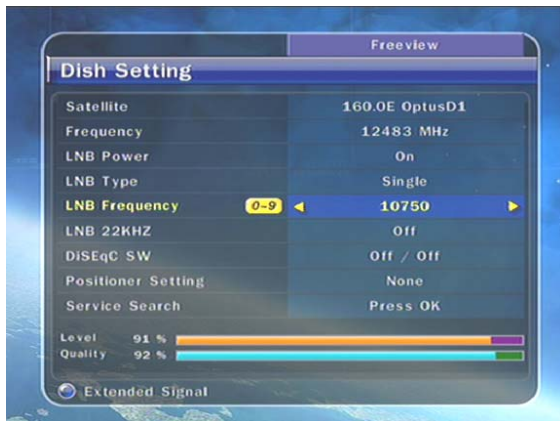 Freeview
Dish Setting
Satellite 160.0E OptusD1
Frequency 12483 MHz
LNB Power On
LNB Type Single
LNB Frequency 0~9 10750
LNB 22KHZ Off
DiSEqC SW Off / Off
Positioner Setting None
Service Search Press OK
Level 91 %
Quality 92 %
Extended Signal